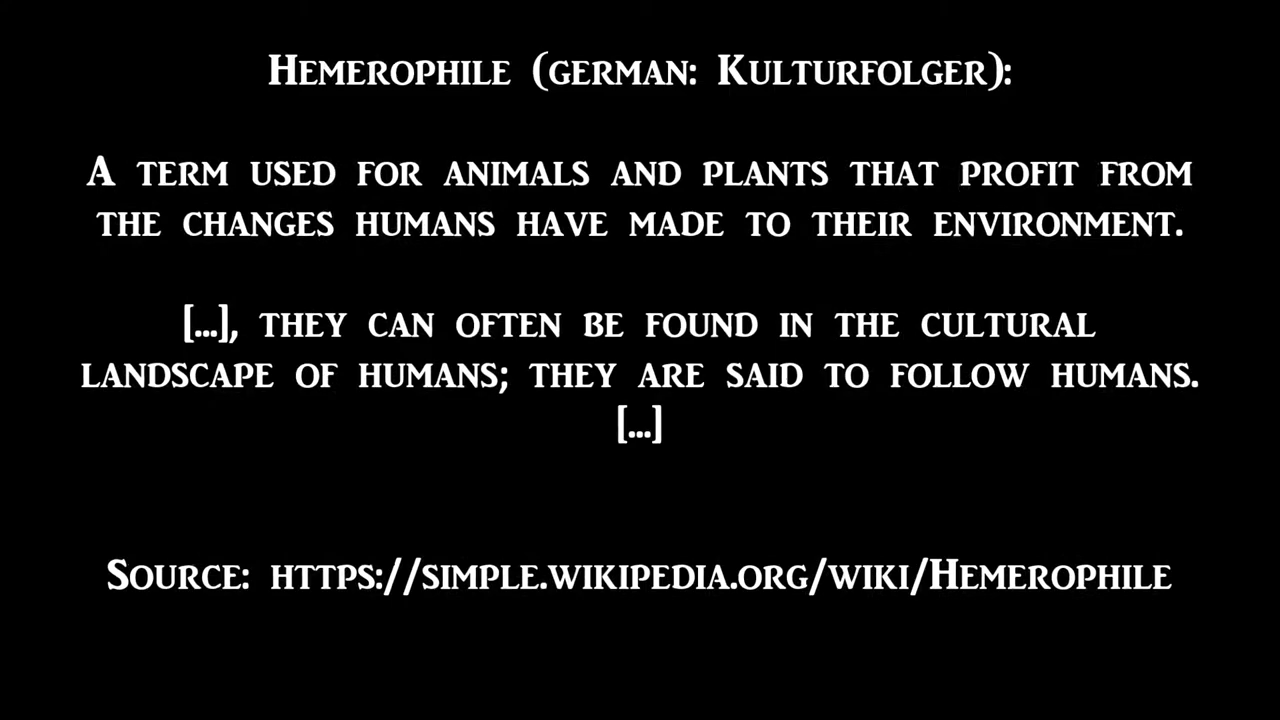 Hemerophile (german: Kulturfolger):
A term used for animals and plants that profit from
the changes humans have made to their environment.
[...], they can often be found in the cultural
landscape of humans; they are said to follow humans.
[...]
Source: https://simple.wikipedia.org/wiki/Hemerophile